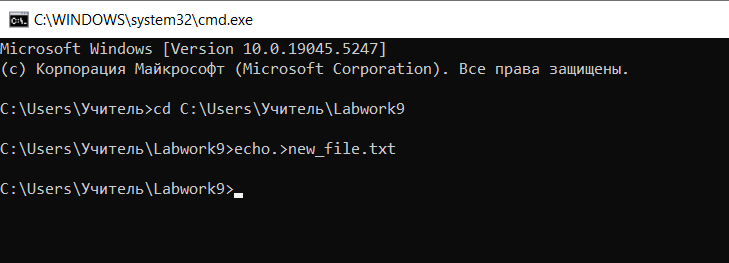 C:\WINDOWS\system32\cmd.exe
Microsoft Windows [Version 10.0.19045.5247]
(c) Корпорация Майкрософт (Microsoft Corporation). Все права защищены.
C:\Users\Учитель>cd C:\Users\Учитель\Labwork9
C:\Users\Учитель\Labwork9>echo.>new_file.txt
C:\Users\Учитель\Labwork9>